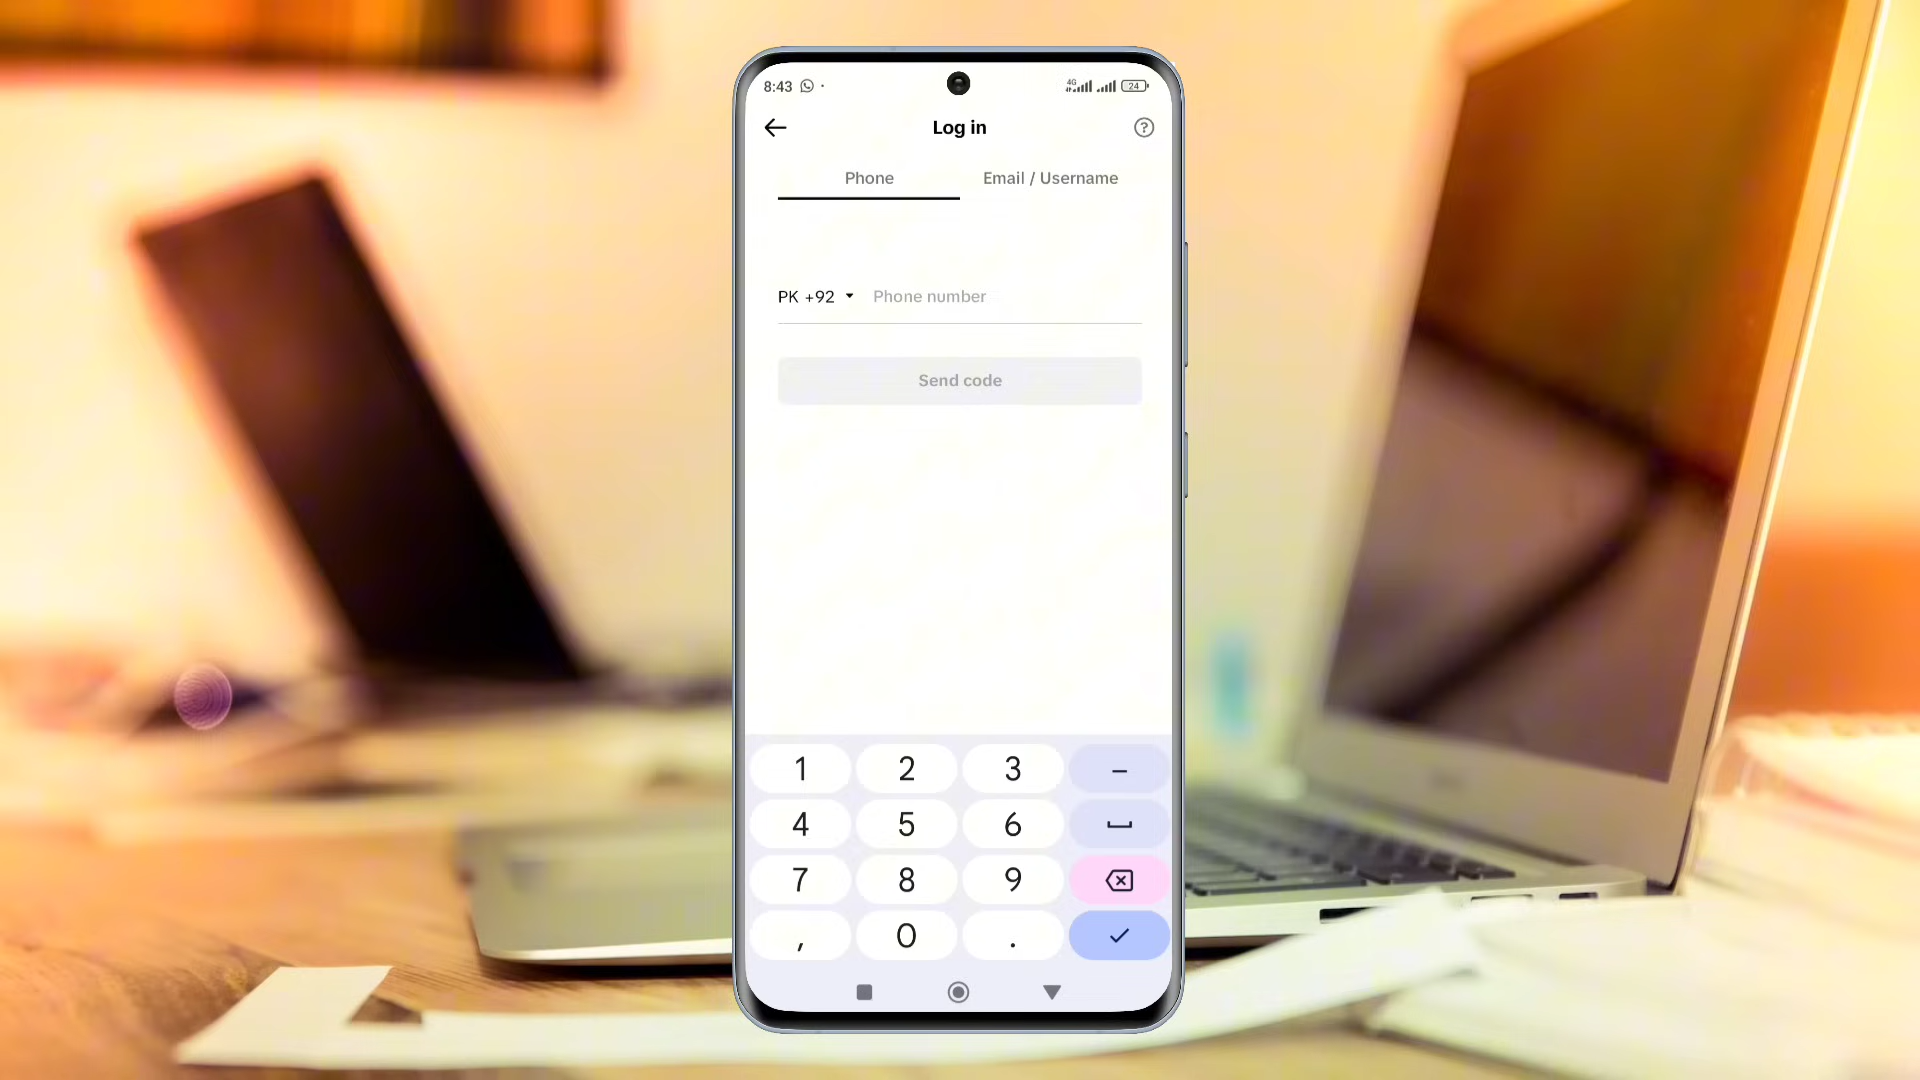 8:43 4G 24
Log in
Phone Email / Username
PK +92 Phone number
Send code
1 2 3 –
4 5 6
7 8 9
, 0 .